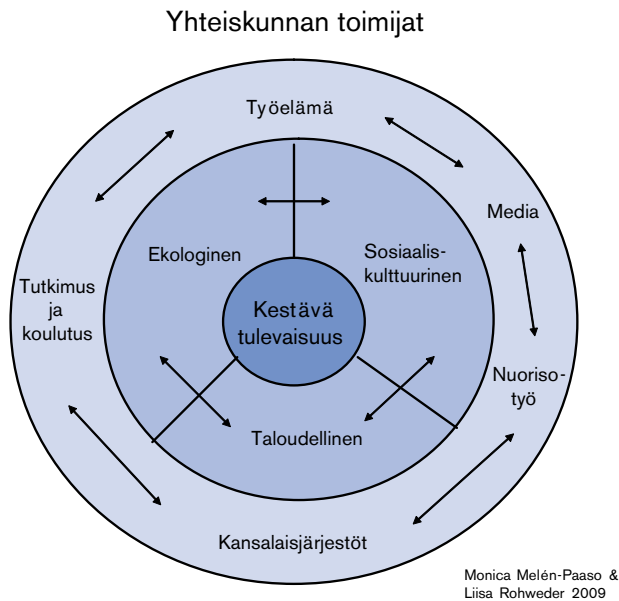 Yhteiskunnan toimijat
Työelämä
Media
Ekologinen
Sosiaalis-
kulttuurinen
Tutkimus
ja
koulutus
Kestävä
tulevaisuus
Nuoriso-
työ
Taloudellinen
Kansalaisjärjestöt
Monica Melén-Paaso &
Liisa Rohweder 2009